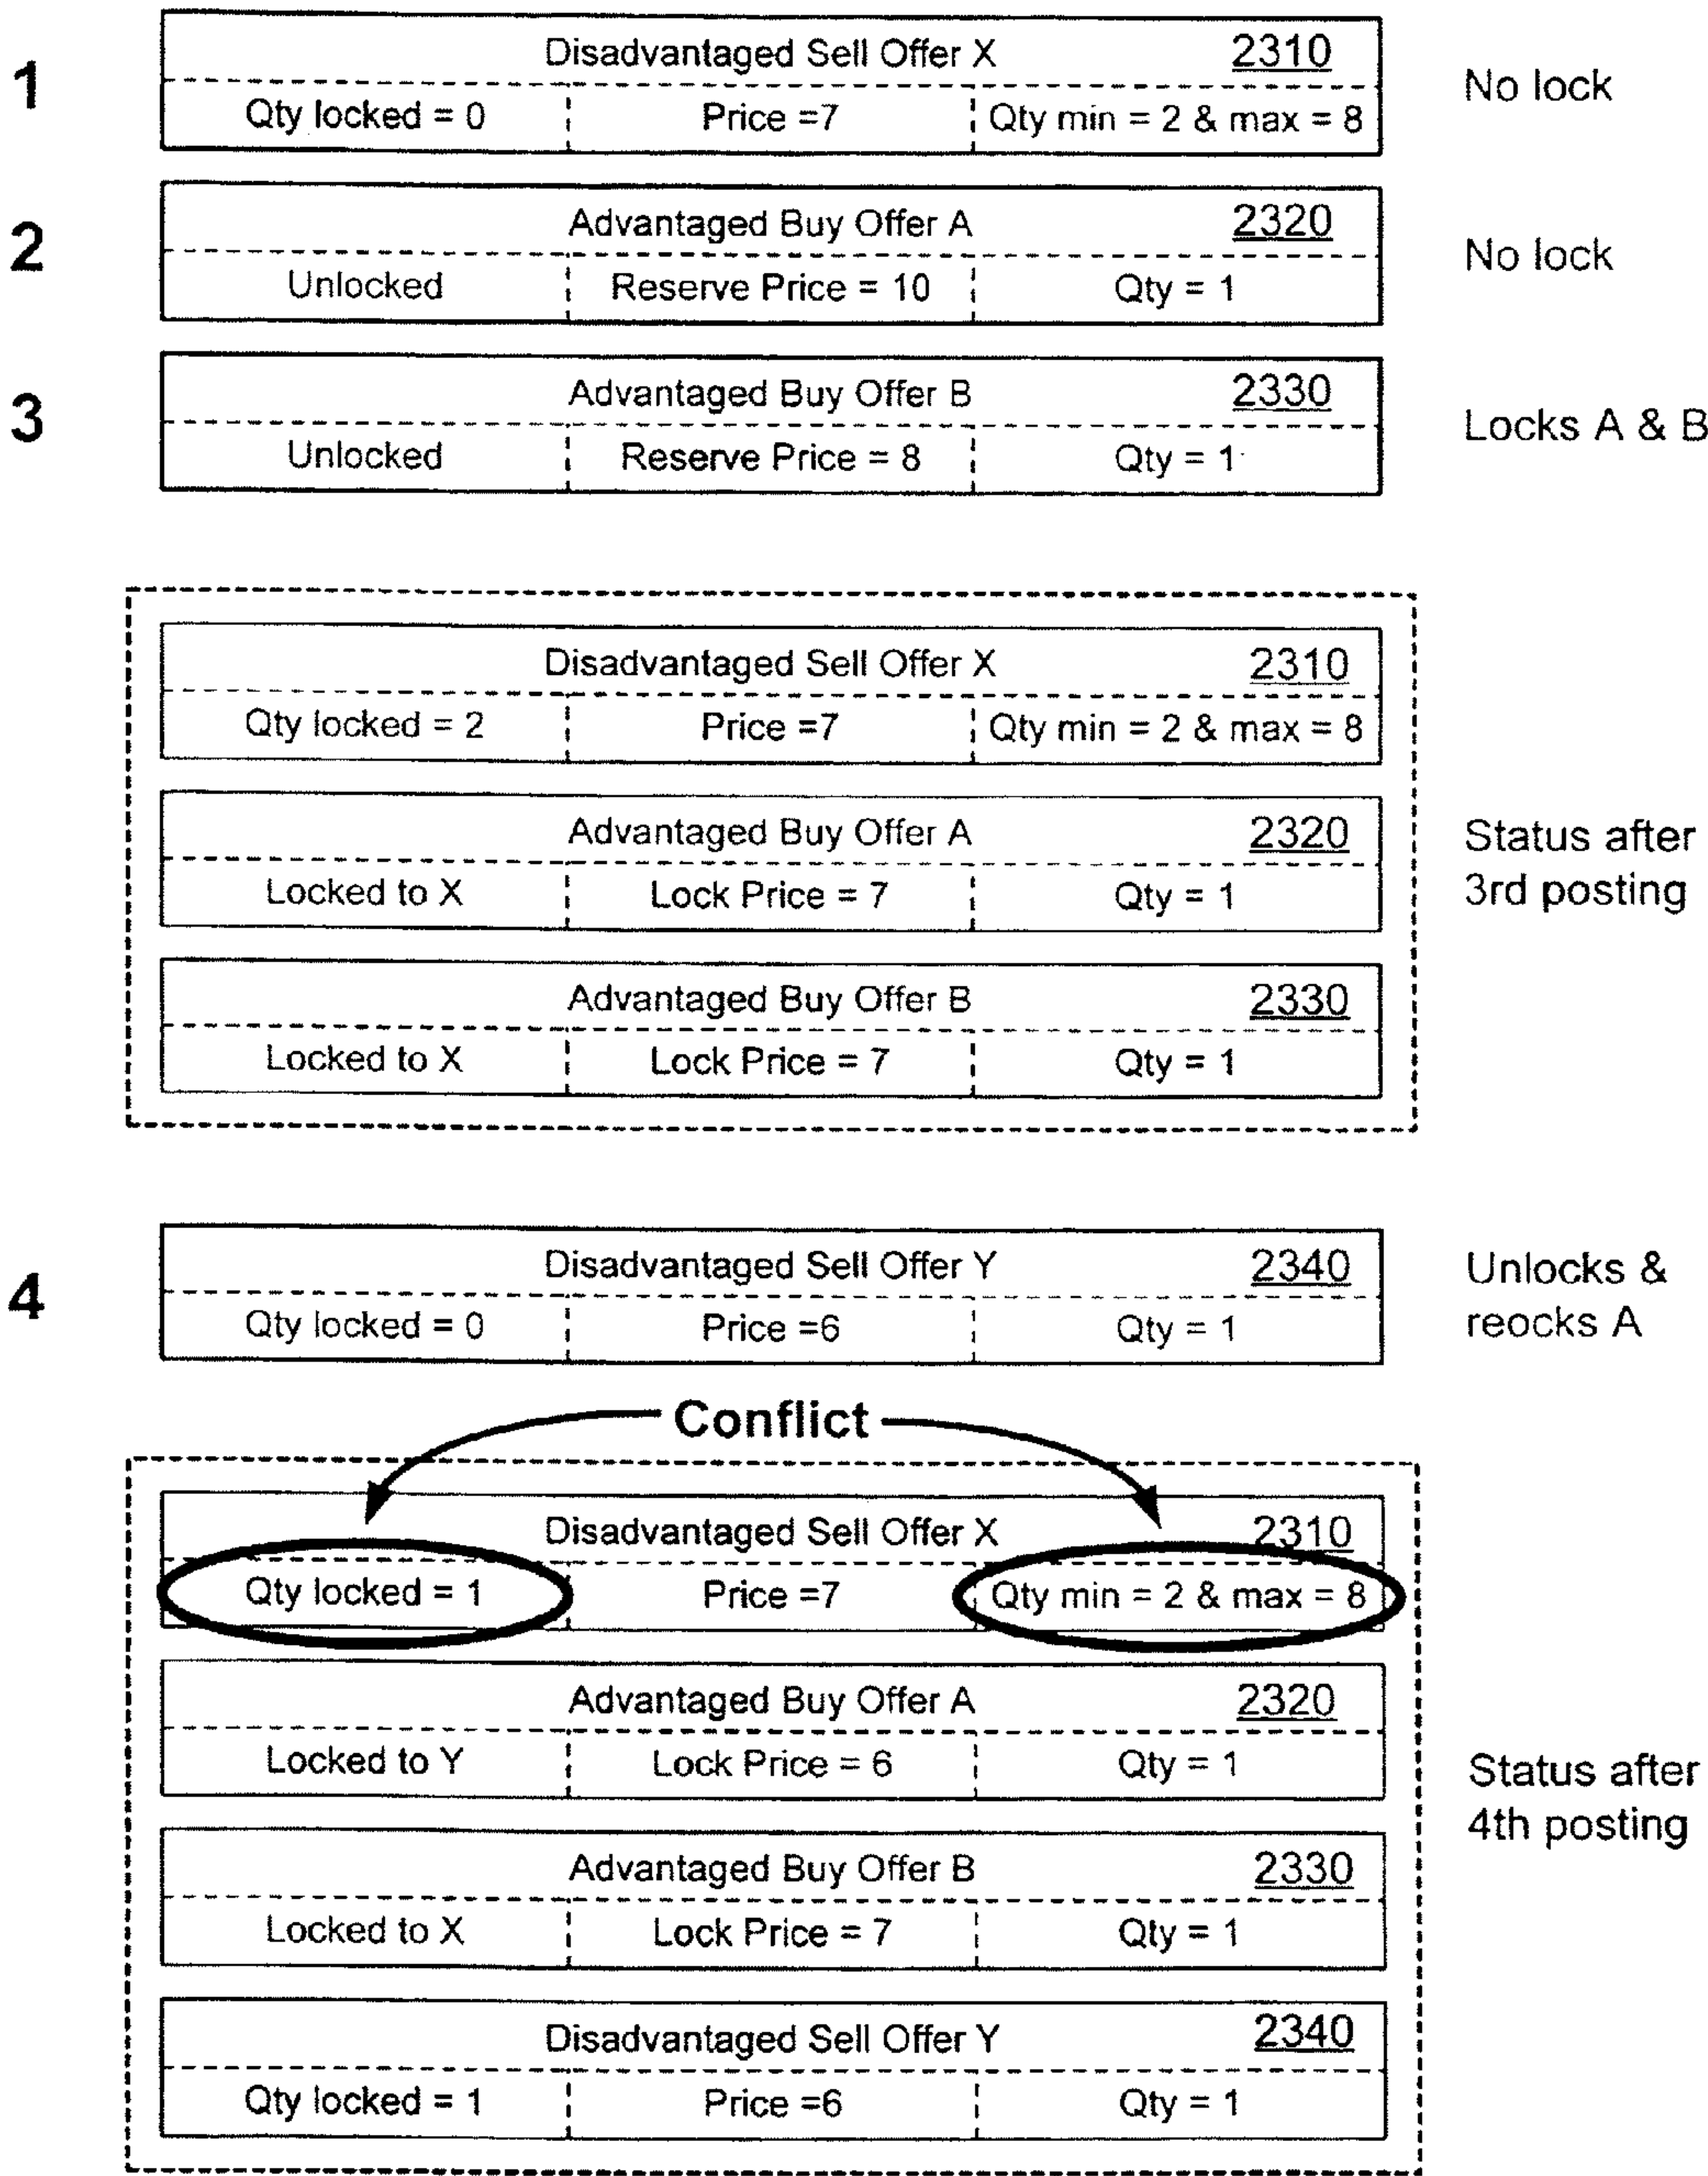 1
Disadvantaged Sell Offer X 2310
Qty locked = 0 Price =7 Qty min = 2 & max = 8
No lock
2
Advantaged Buy Offer A 2320
Unlocked Reserve Price = 10 Qty = 1
No lock
3
Advantaged Buy Offer B 2330
Unlocked Reserve Price = 8 Qty = 1
Locks A & B
Disadvantaged Sell Offer X 2310
Qty locked = 2 Price =7 Qty min = 2 & max = 8
Advantaged Buy Offer A 2320
Locked to X Lock Price = 7 Qty = 1
Advantaged Buy Offer B 2330
Locked to X Lock Price = 7 Qty = 1
Status after
3rd posting
4
Disadvantaged Sell Offer Y 2340
Qty locked = 0 Price =6 Qty = 1
Unlocks &
reocks A
Conflict
Disadvantaged Sell Offer X 2310
Qty locked = 1 Price =7 Qty min = 2 & max = 8
Advantaged Buy Offer A 2320
Locked to Y Lock Price = 6 Qty = 1
Advantaged Buy Offer B 2330
Locked to X Lock Price = 7 Qty = 1
Disadvantaged Sell Offer Y 2340
Qty locked = 1 Price =6 Qty = 1
Status after
4th posting